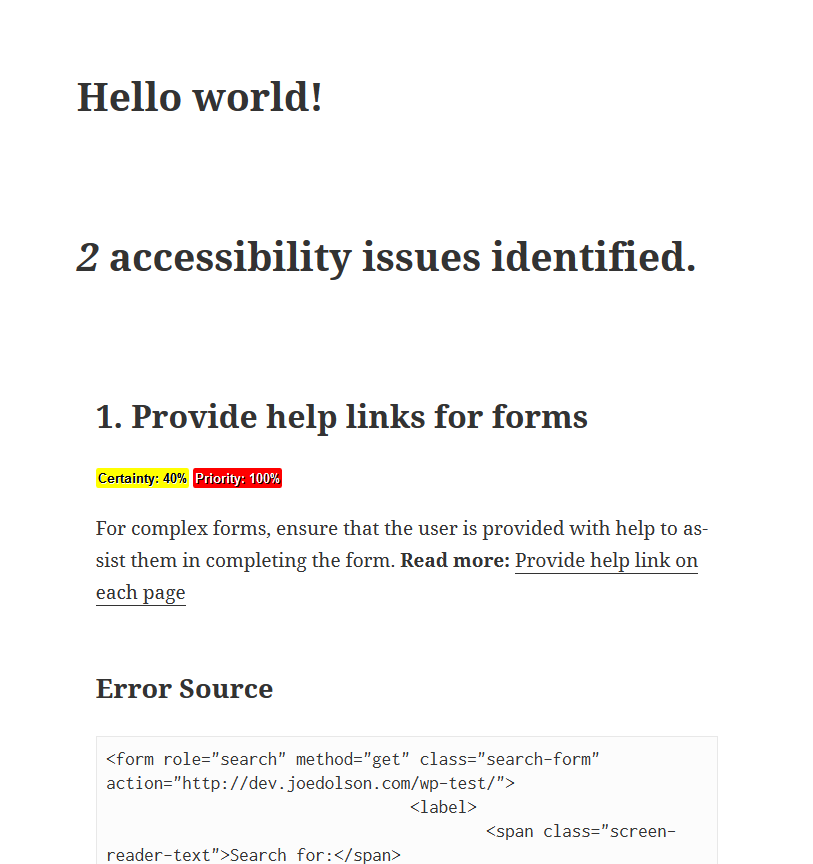 Hello world!
2 accessibility issues identified.
1. Provide help links for forms
Certainty: 40% Priority: 100%
For complex forms, ensure that the user is provided with help to as-
sist them in completing the form. Read more: Provide help link on
each page
Error Source
<form role="search" method="get" class="search-form"
action="http://dev.joedolson.com/wp-test/">
<label>
<span class="screen-
reader-text">Search for:</span>